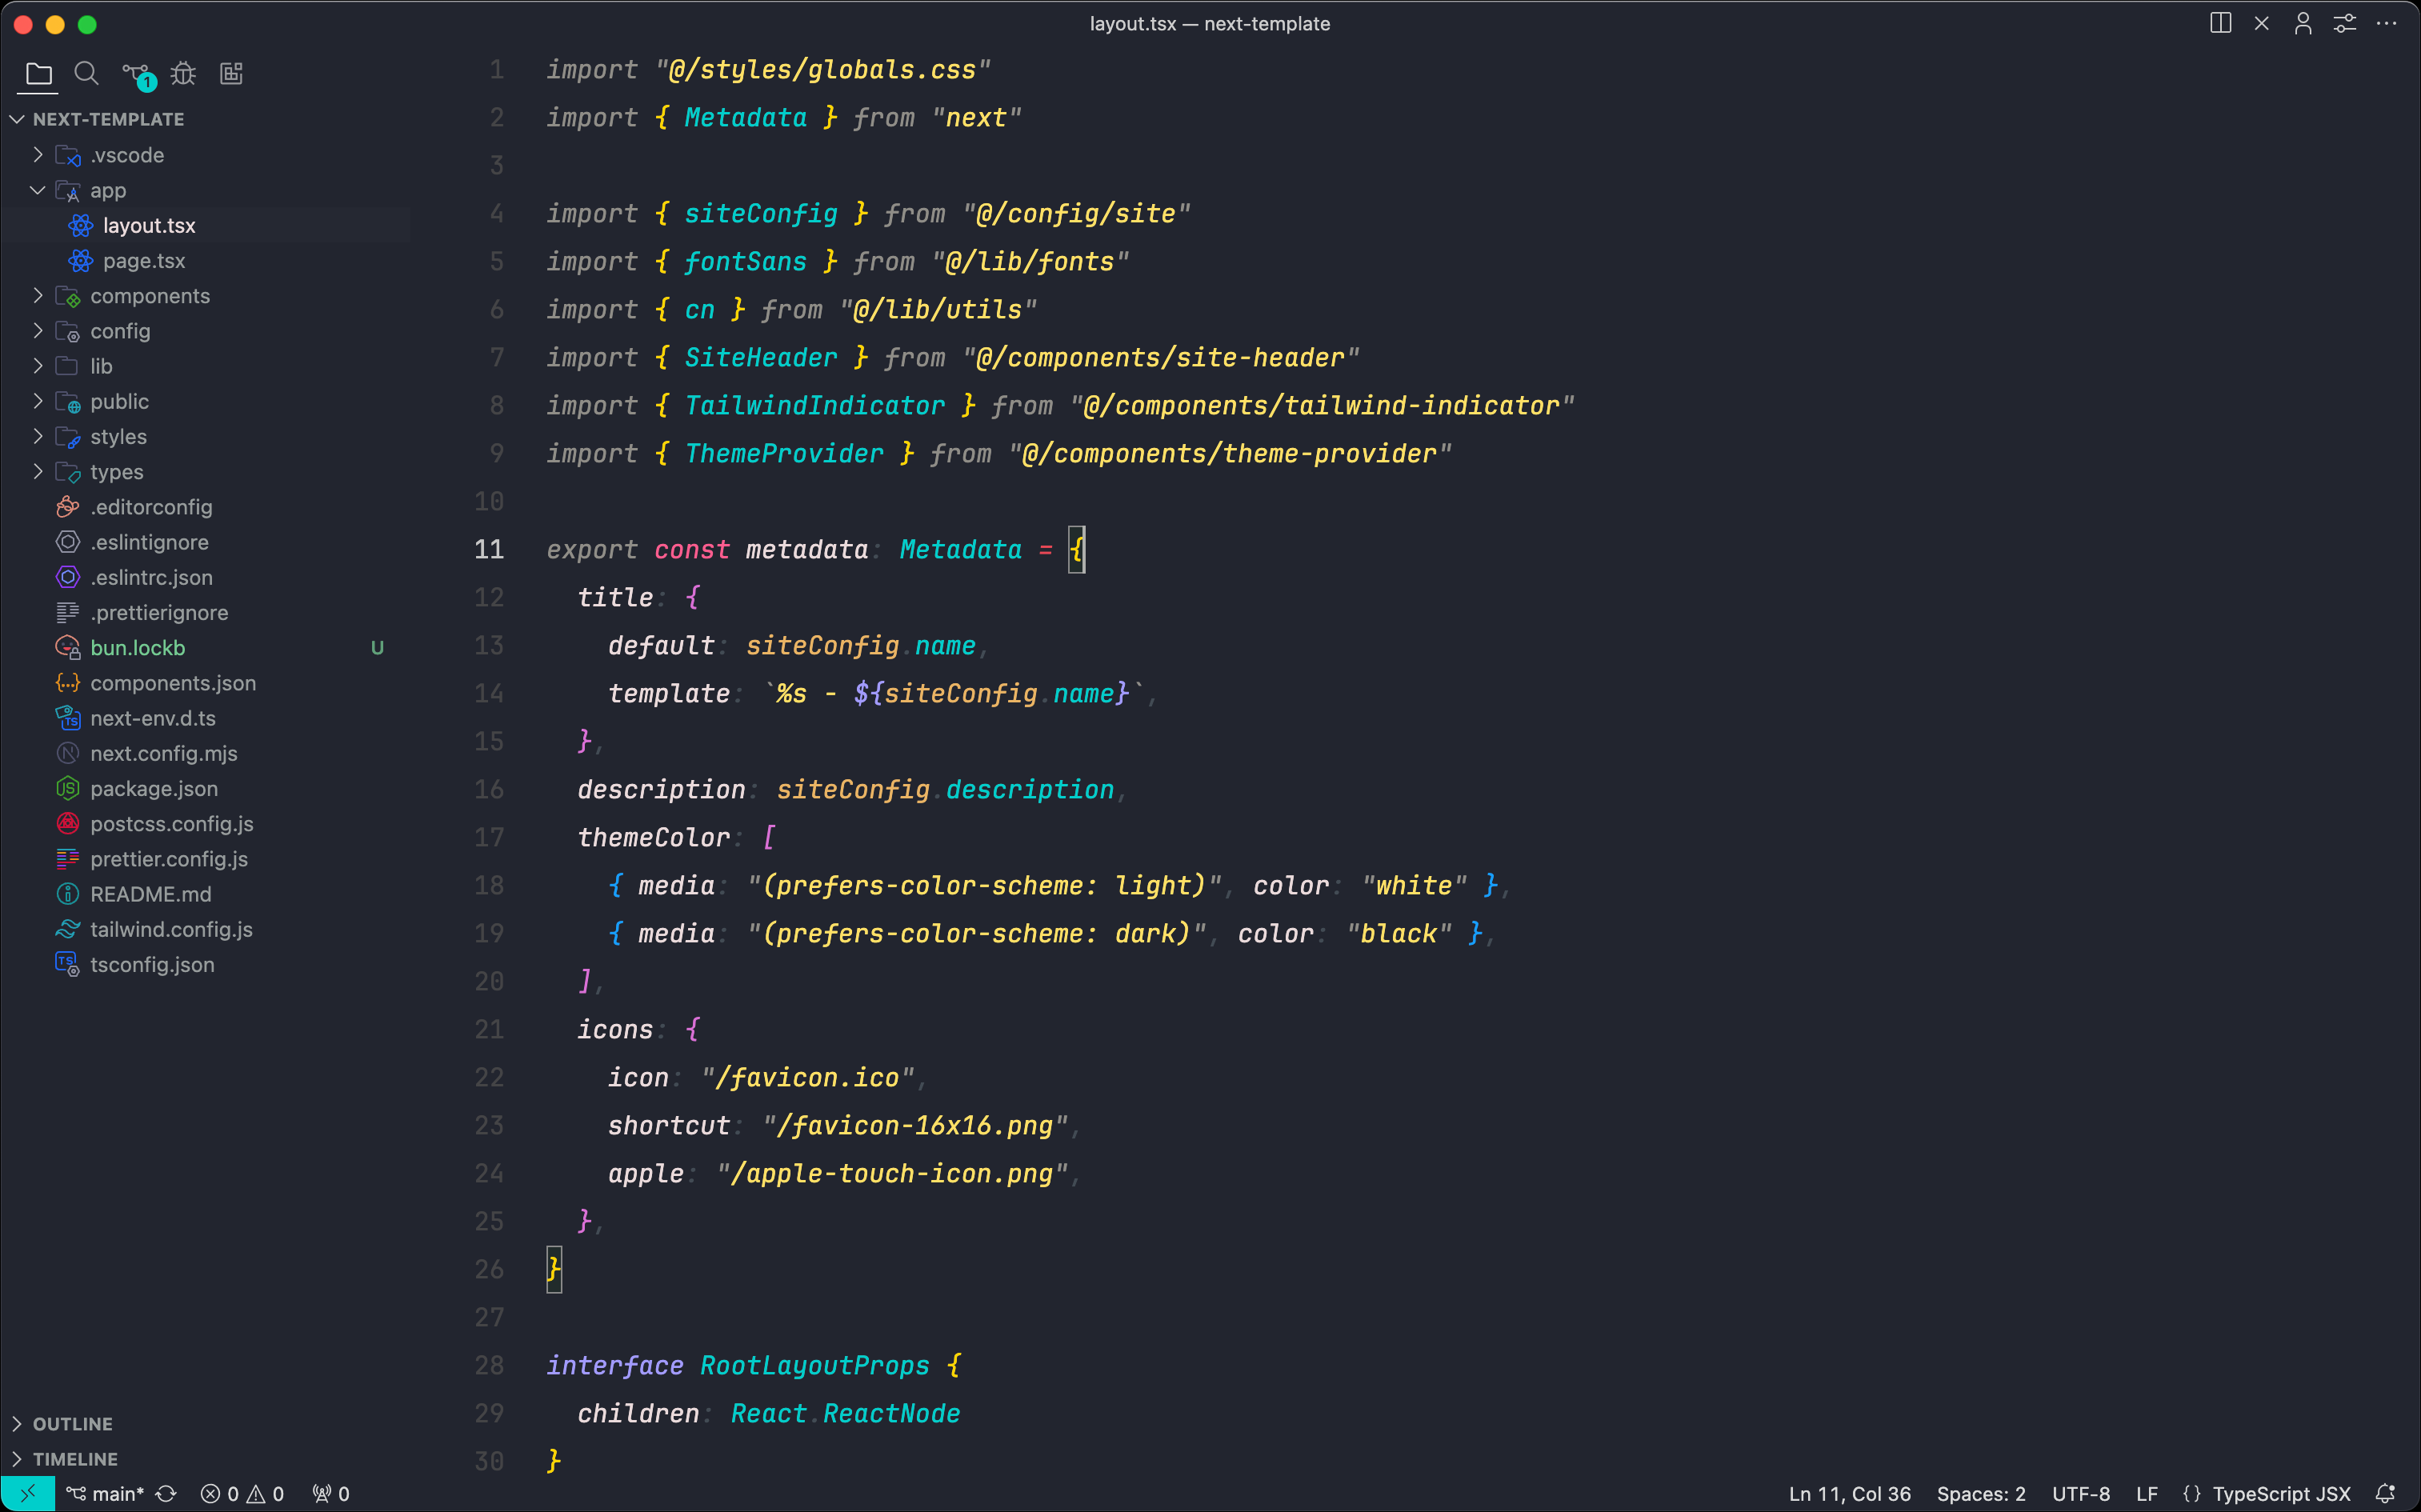 layout.tsx — next-template
1
NEXT-TEMPLATE
.vscode
app
layout.tsx
page.tsx
components
config
lib
public
styles
types
.editorconfig
.eslintignore
.eslintrc.json
.prettierignore
bun.lockb U
components.json
next-env.d.ts
next.config.mjs
package.json
postcss.config.js
prettier.config.js
README.md
tailwind.config.js
tsconfig.json
OUTLINE
TIMELINE
1 import "@/styles/globals.css"
2 import { Metadata } from "next"
3
4 import { siteConfig } from "@/config/site"
5 import { fontSans } from "@/lib/fonts"
6 import { cn } from "@/lib/utils"
7 import { SiteHeader } from "@/components/site-header"
8 import { TailwindIndicator } from "@/components/tailwind-indicator"
9 import { ThemeProvider } from "@/components/theme-provider"
10
11 export const metadata: Metadata = {
12   title: {
13     default: siteConfig.name,
14     template: `%s - ${siteConfig.name}`,
15   },
16   description: siteConfig.description,
17   themeColor: [
18     { media: "(prefers-color-scheme: light)", color: "white" },
19     { media: "(prefers-color-scheme: dark)", color: "black" },
20   ],
21   icons: {
22     icon: "/favicon.ico",
23     shortcut: "/favicon-16x16.png",
24     apple: "/apple-touch-icon.png",
25   },
26 }
27
28 interface RootLayoutProps {
29   children: React.ReactNode
30 }
main* 0 0 0 Ln 11, Col 36 Spaces: 2 UTF-8 LF {} TypeScript JSX